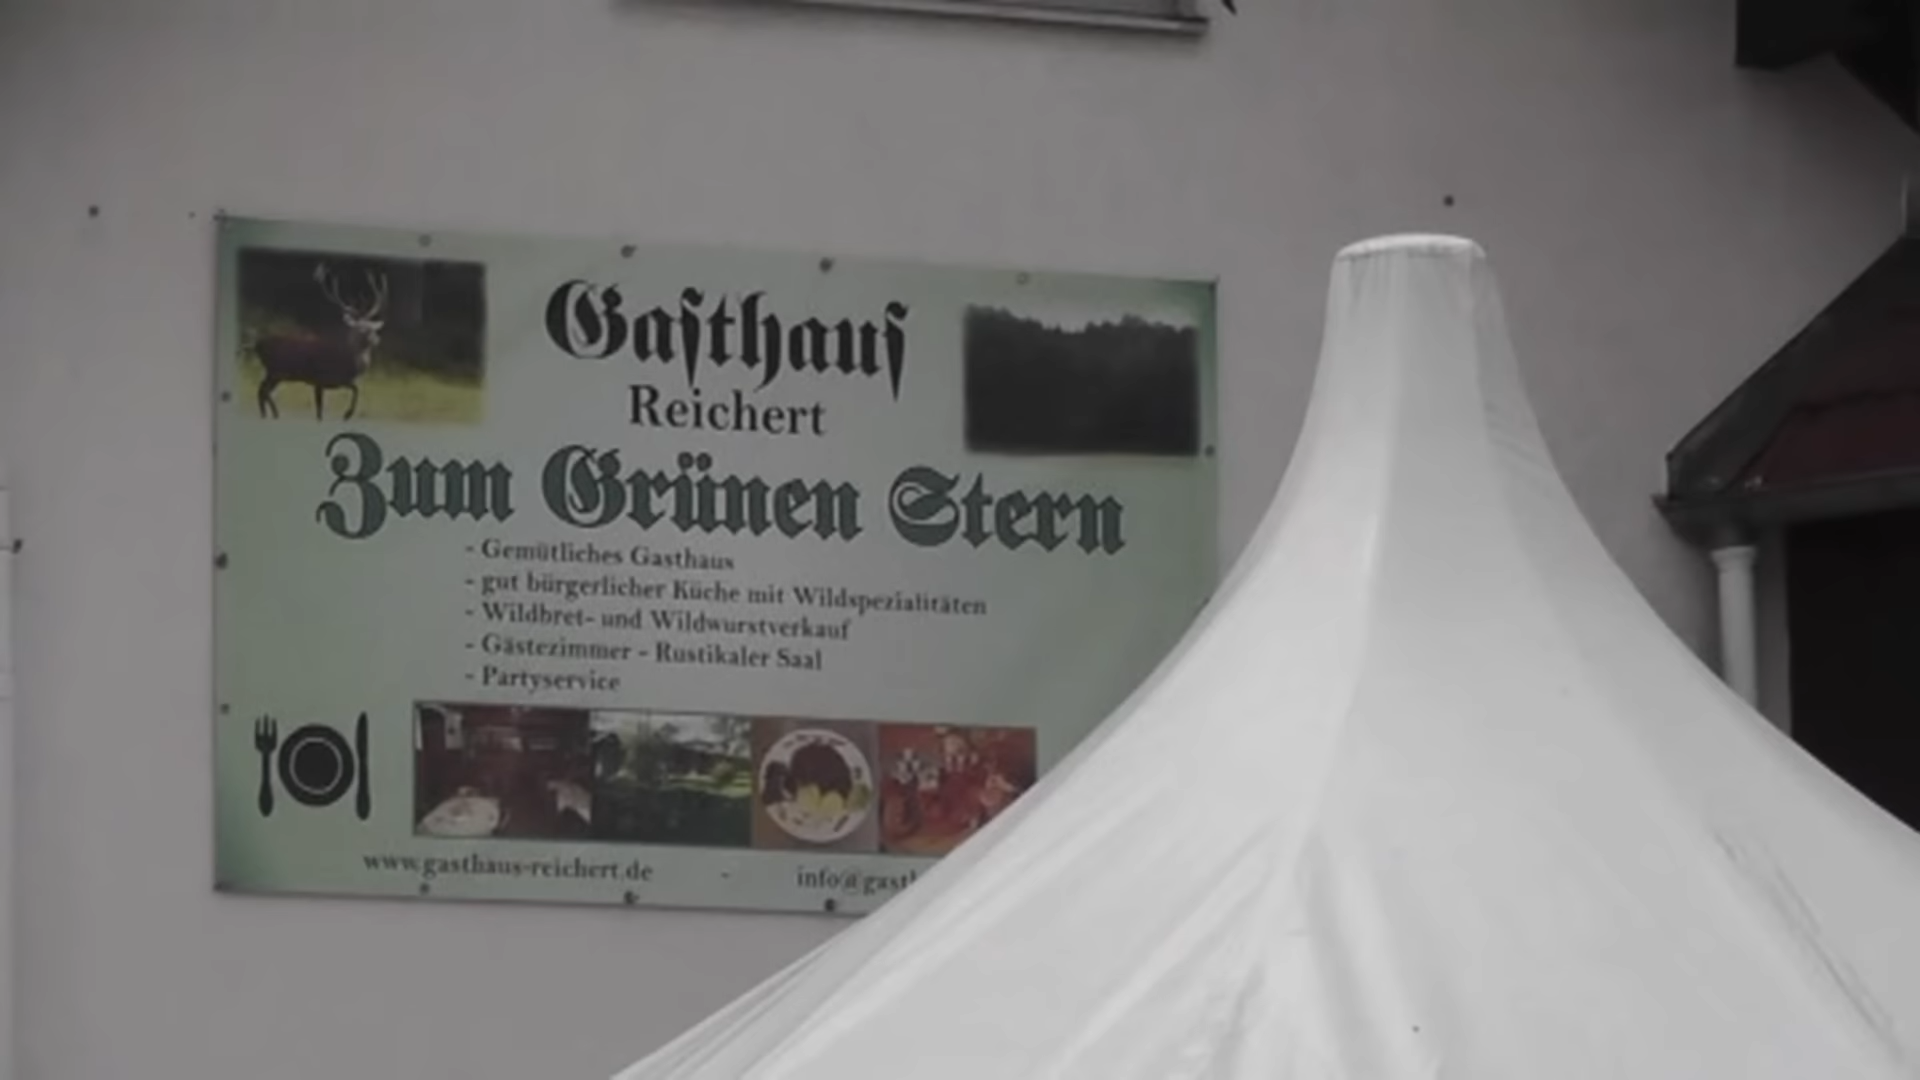 Gasthaus
Reichert
Zum Grünen Stern
- Gemütliches Gasthaus
- gut bürgerlicher Küche mit Wildspezialitäten
- Wildbret- und Wildwurstverkauf
- Gästezimmer - Rustikaler Saal
- Partyservice
www.gasthaus-reichert.de - info@gasth